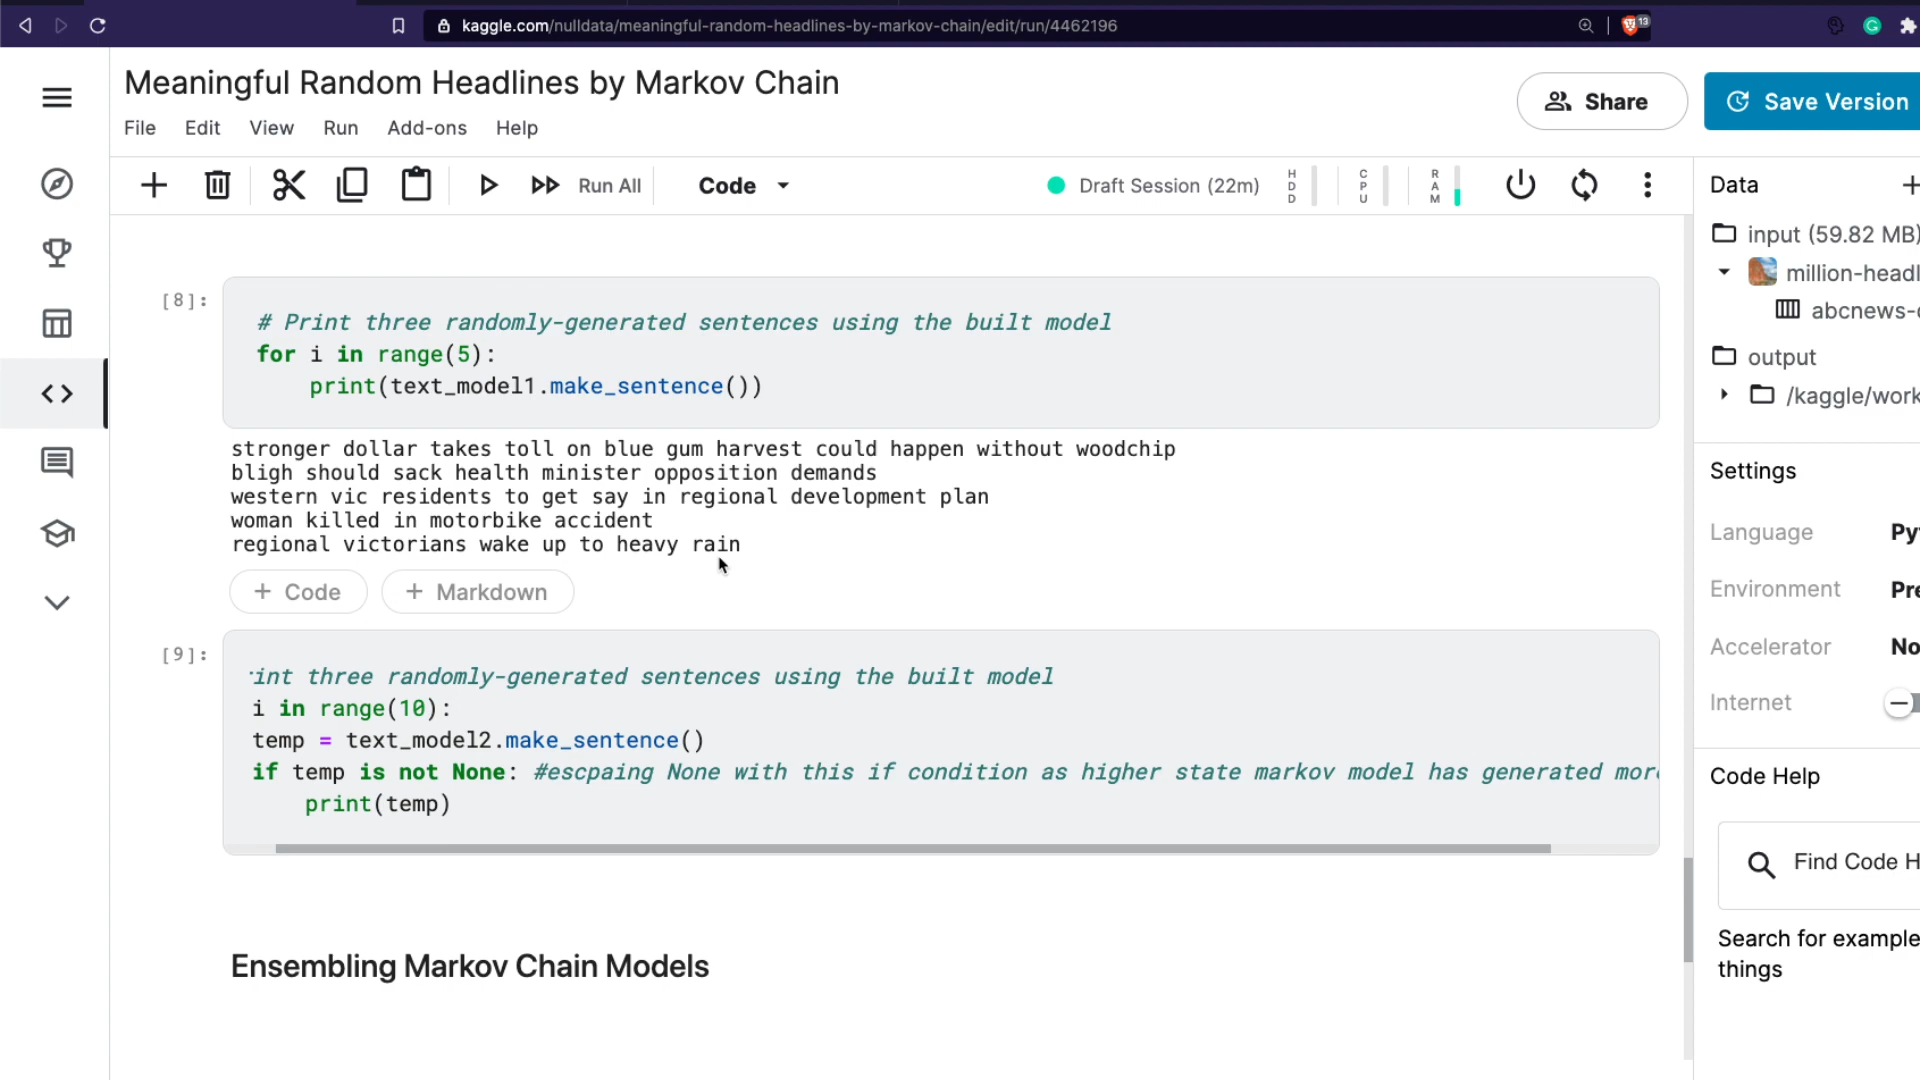 kaggle.com/nulldata/meaningful-random-headlines-by-markov-chain/edit/run/4462196
13
Meaningful Random Headlines by Markov Chain
Share
Save Version
File Edit View Run Add-ons Help
Run All
Code
Draft Session (22m)
HDD
CPU
RAM
Data
input (59.82 MB)
million-headl
abcnews-
output
/kaggle/work
[8]:
# Print three randomly-generated sentences using the built model
for i in range(5):
print(text_model1.make_sentence())
stronger dollar takes toll on blue gum harvest could happen without woodchip
bligh should sack health minister opposition demands
western vic residents to get say in regional development plan
woman killed in motorbike accident
regional victorians wake up to heavy rain
+ Code
+ Markdown
[9]:
int three randomly-generated sentences using the built model
i in range(10):
temp = text_model2.make_sentence()
if temp is not None: #escpaing None with this if condition as higher state markov model has generated mor
print(temp)
Ensembling Markov Chain Models
Settings
Language Py
Environment Pre
Accelerator No
Internet
Code Help
Find Code H
Search for example
things